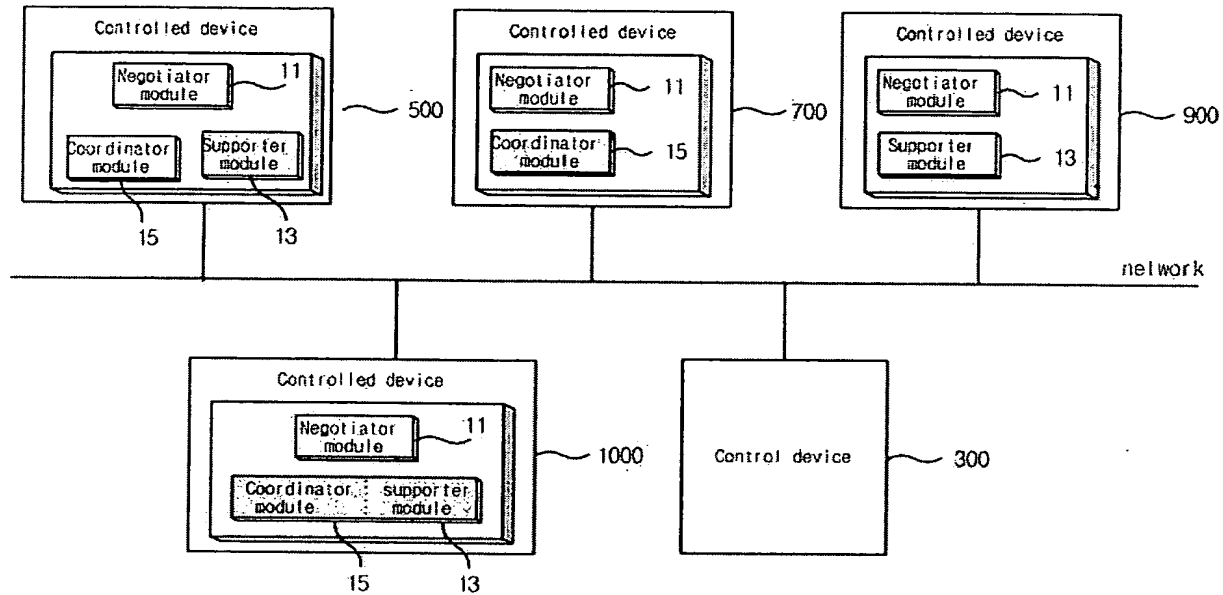 Controlled device
Negotiator
module
11
Coordinator
module
Supporter
module
15
13
500
Controlled device
Negotiator
module
11
Coordinator
module
15
700
Controlled device
Negotiator
module
11
Supporter
module
13
900
network
Controlled device
Negotiator
module
11
Coordinator
module
supporter
module
15
13
1000
Control device
300